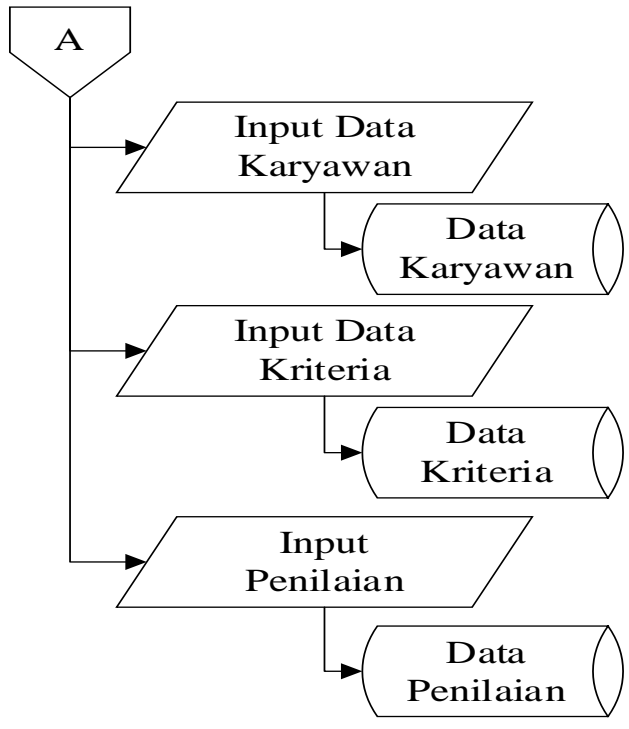 A
Input Data
Karyawan
Data
Karyawan
Input Data
Kriteria
Data
Kriteria
Input
Penilaian
Data
Penilaian